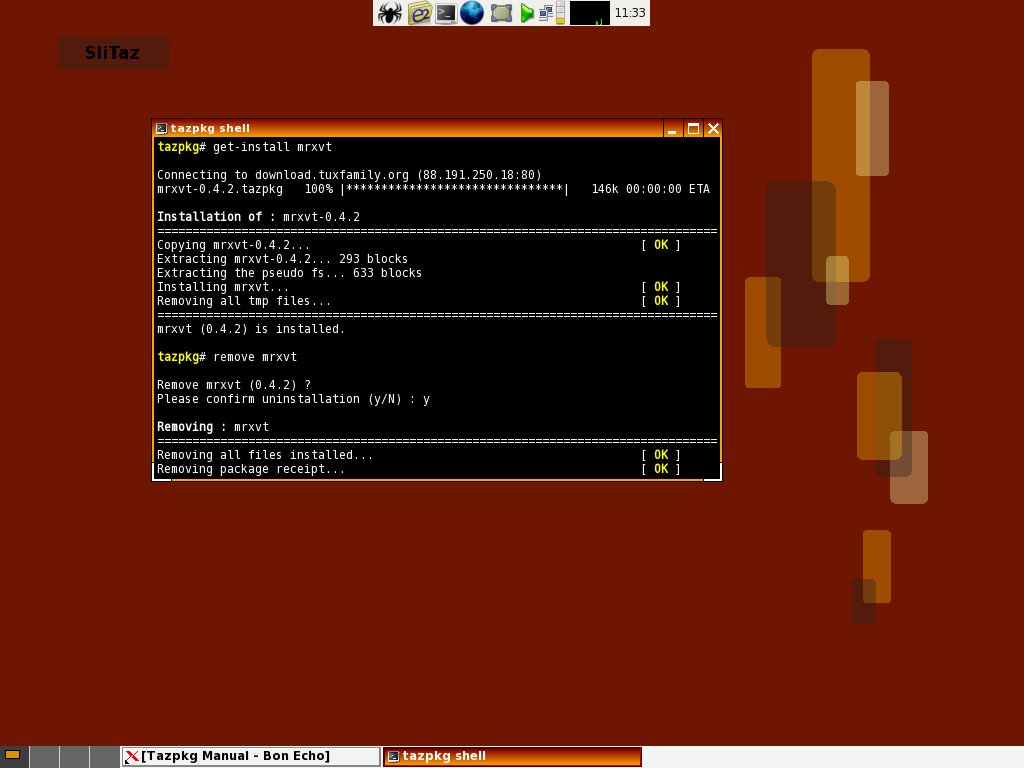 11:33
SliTaz
tazpkg shell
tazpkg# get-install mrxvt
Connecting to download.tuxfamily.org (88.191.250.18:80)
mrxvt-0.4.2.tazpkg   100% |*******************************|   146k 00:00:00 ETA
Installation of : mrxvt-0.4.2
================================================================================
Copying mrxvt-0.4.2...                                               [ OK ]
Extracting mrxvt-0.4.2... 293 blocks
Extracting the pseudo fs... 633 blocks
Installing mrxvt...                                                  [ OK ]
Removing all tmp files...                                            [ OK ]
================================================================================
mrxvt (0.4.2) is installed.
tazpkg# remove mrxvt
Remove mrxvt (0.4.2) ?
Please confirm uninstallation (y/N) : y
Removing : mrxvt
================================================================================
Removing all files installed...                                      [ OK ]
Removing package receipt...                                          [ OK ]
[Tazpkg Manual - Bon Echo]
tazpkg shell